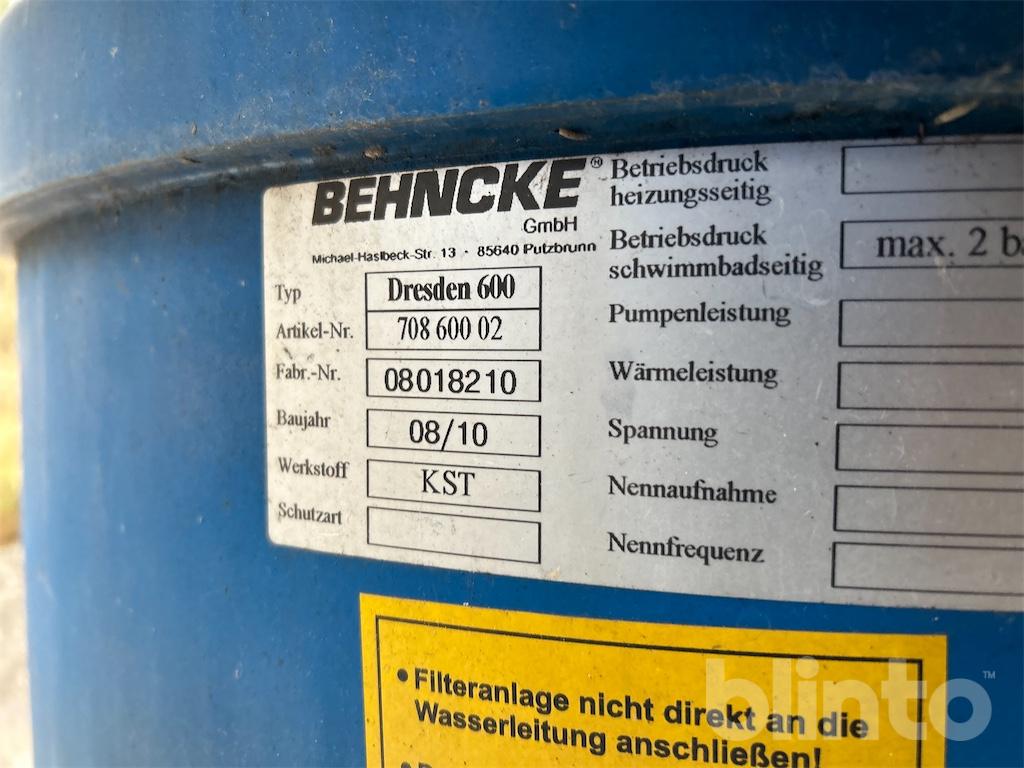 BEHNCKE®
GmbH
Michael-Haslbeck-Str. 13 · 85640 Putzbrunn
Typ Dresden 600
Artikel-Nr. 708 600 02
Fabr.-Nr. 08018210
Baujahr 08/10
Werkstoff KST
Schutzart
Betriebsdruck
heizungsseitig
Betriebsdruck
schwimmbadseitig max. 2
Pumpenleistung
Wärmeleistung
Spannung
Nennaufnahme
Nennfrequenz
• Filteranlage nicht direkt an die
Wasserleitung anschließen!
blinto™